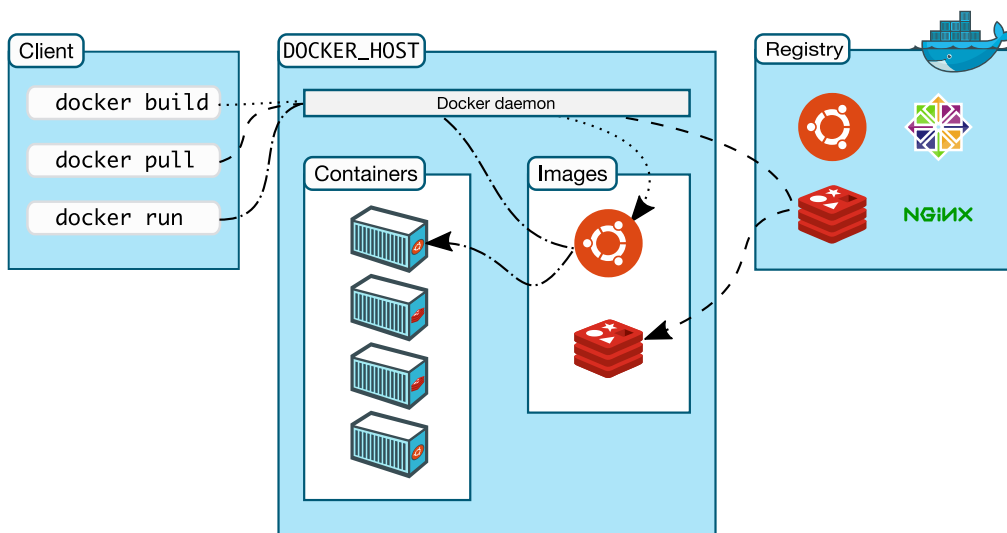 Client
docker build
docker pull
docker run
DOCKER_HOST
Docker daemon
Containers
Images
Registry
NGiNX